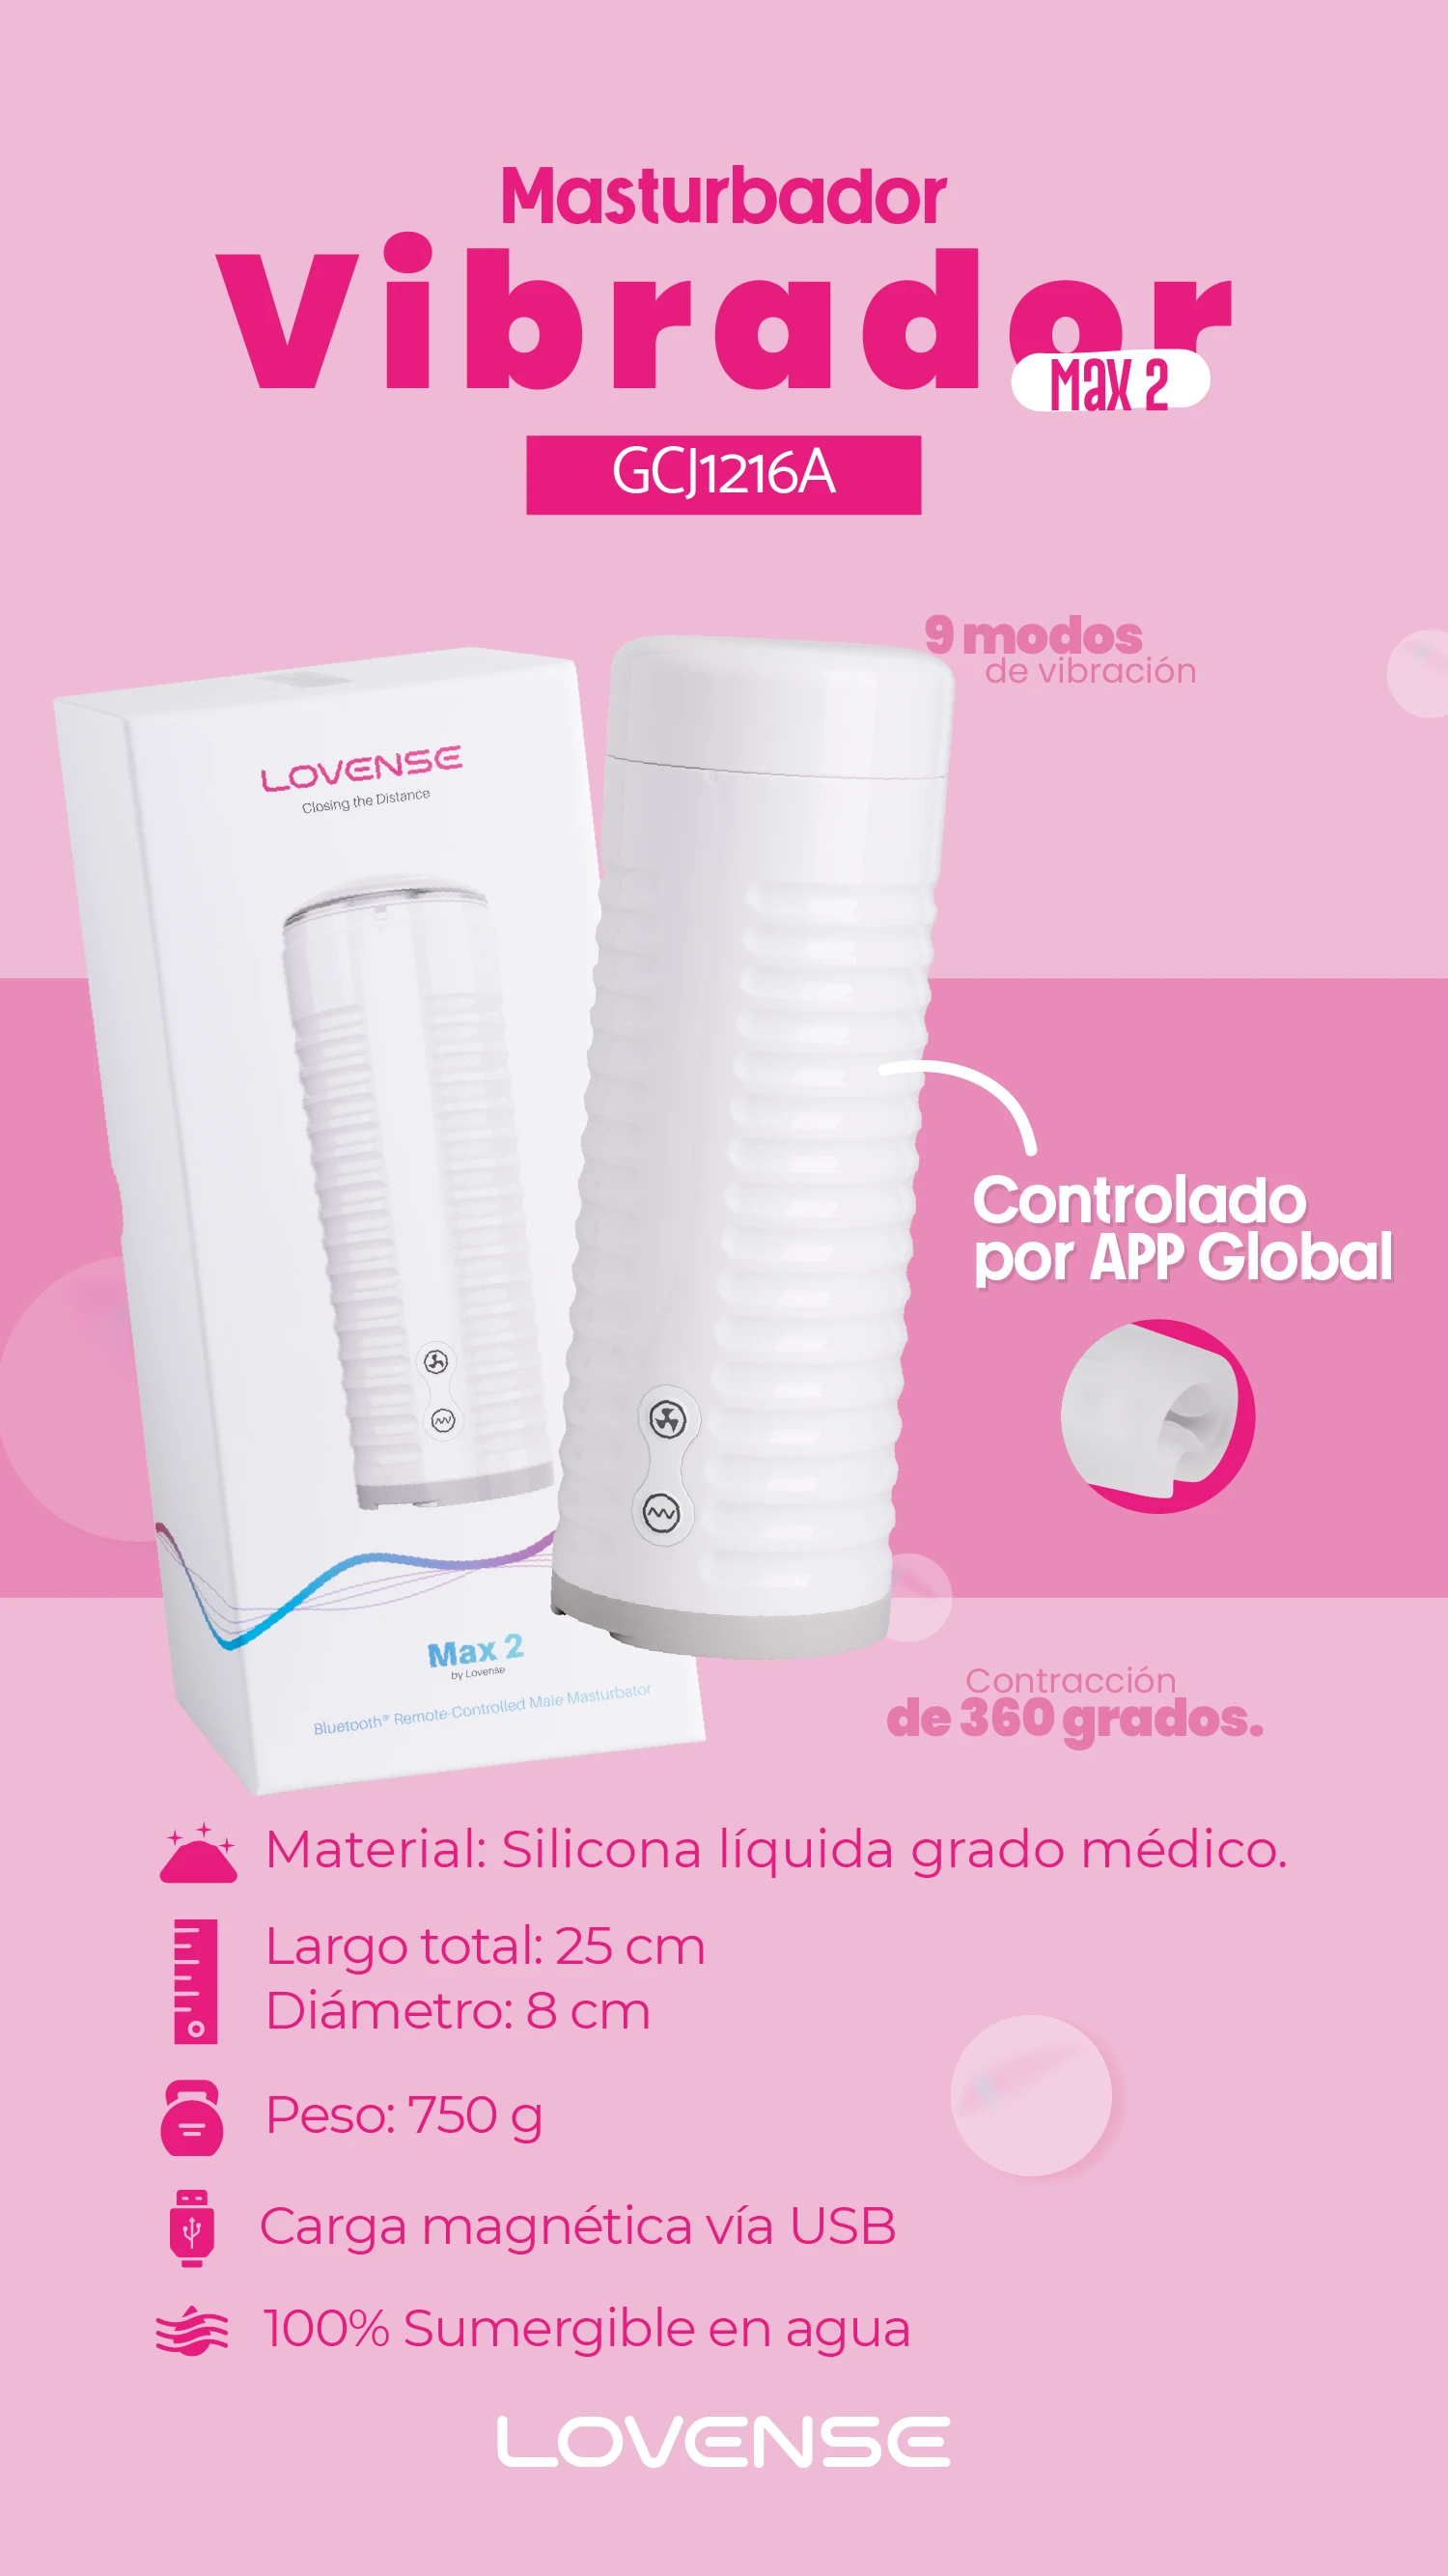 Masturbador
Vibrador
Max 2
GCJ1216A
9 modos
de vibración
LOVENSE
Closing the Distance
Controlado
por APP Global
Max 2
by Lovense
Bluetooth® Remote-Controlled Male Masturbator
Contracción
de 360 grados.
Material: Silicona líquida grado médico.
Largo total: 25 cm
Diámetro: 8 cm
Peso: 750 g
Carga magnética vía USB
100% Sumergible en agua
LOVENSE